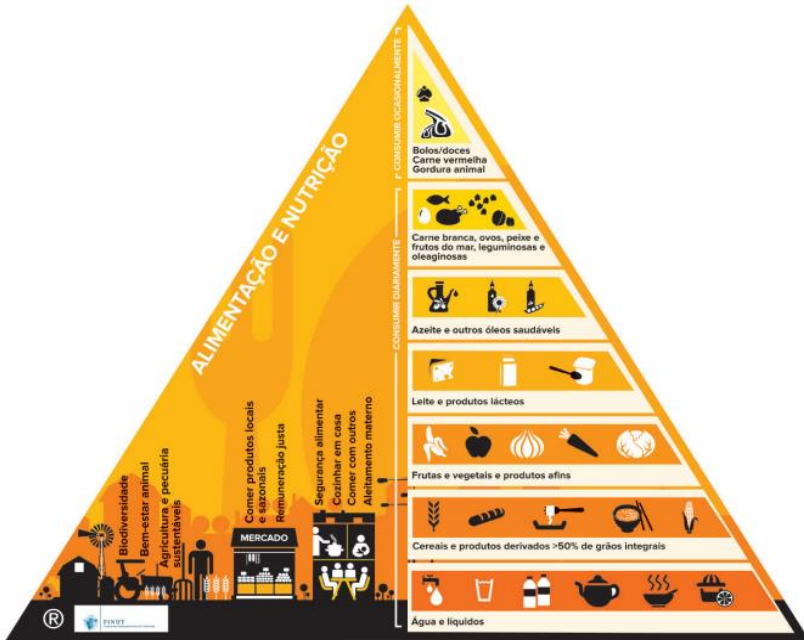 ALIMENTAÇÃO E NUTRIÇÃO
CONSUMIR OCASIONALMENTE
Bolos/doces
Carne vermelha
Gordura animal
CONSUMIR DIARIAMENTE
Carne branca, ovos, peixe e
frutos do mar, leguminosas e
oleaginosas
Azeite e outros óleos saudáveis
Leite e produtos lácteos
Frutas e vegetais e produtos afins
Cereais e produtos derivados >50% de grãos integrais
Água e líquidos
Biodiversidade
Bem-estar animal
Agricultura e pecuária
sustentáveis
Comer produtos locais
e sazonais
Remuneração justa
Segurança alimentar
Cozinhar em casa
Comer com outros
Aleitamento materno
MERCADO
®
FINUT